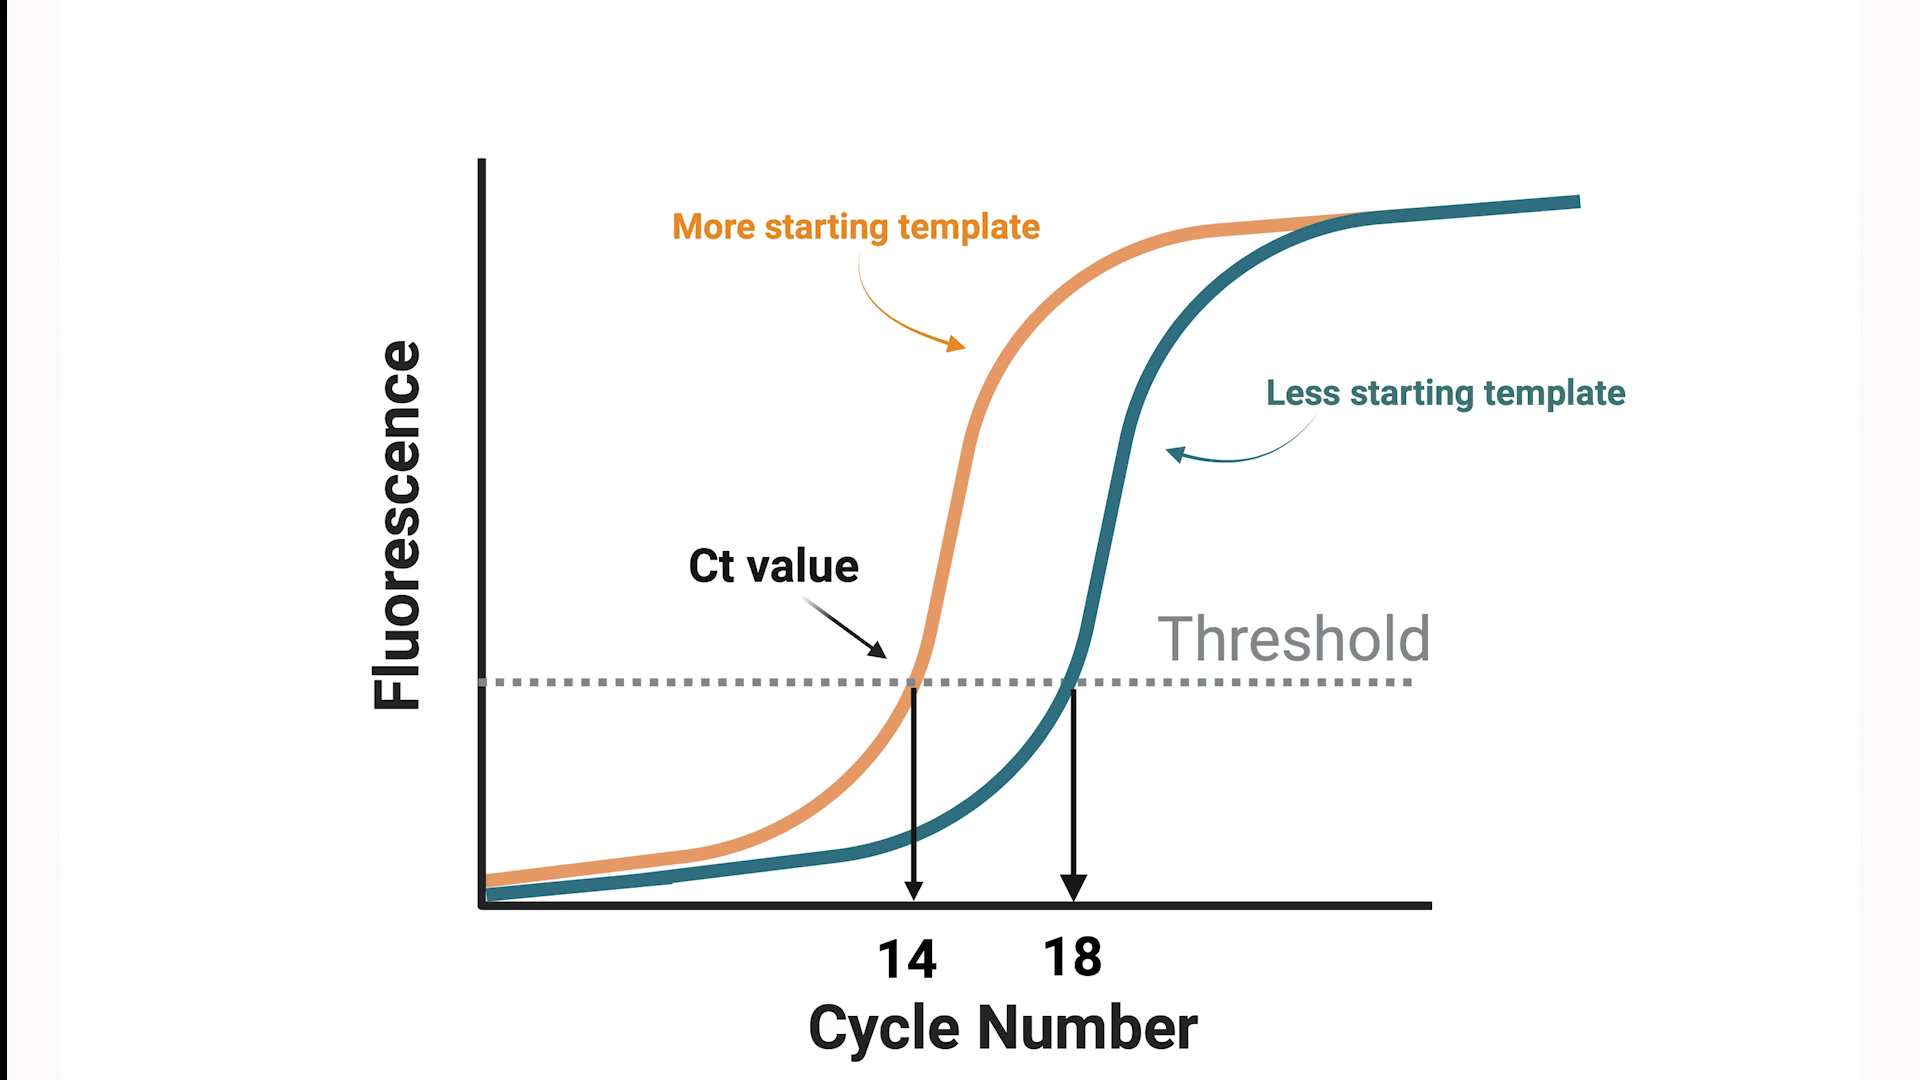 More starting template
Less starting template
Ct value
Threshold
Fluorescence
14
18
Cycle Number